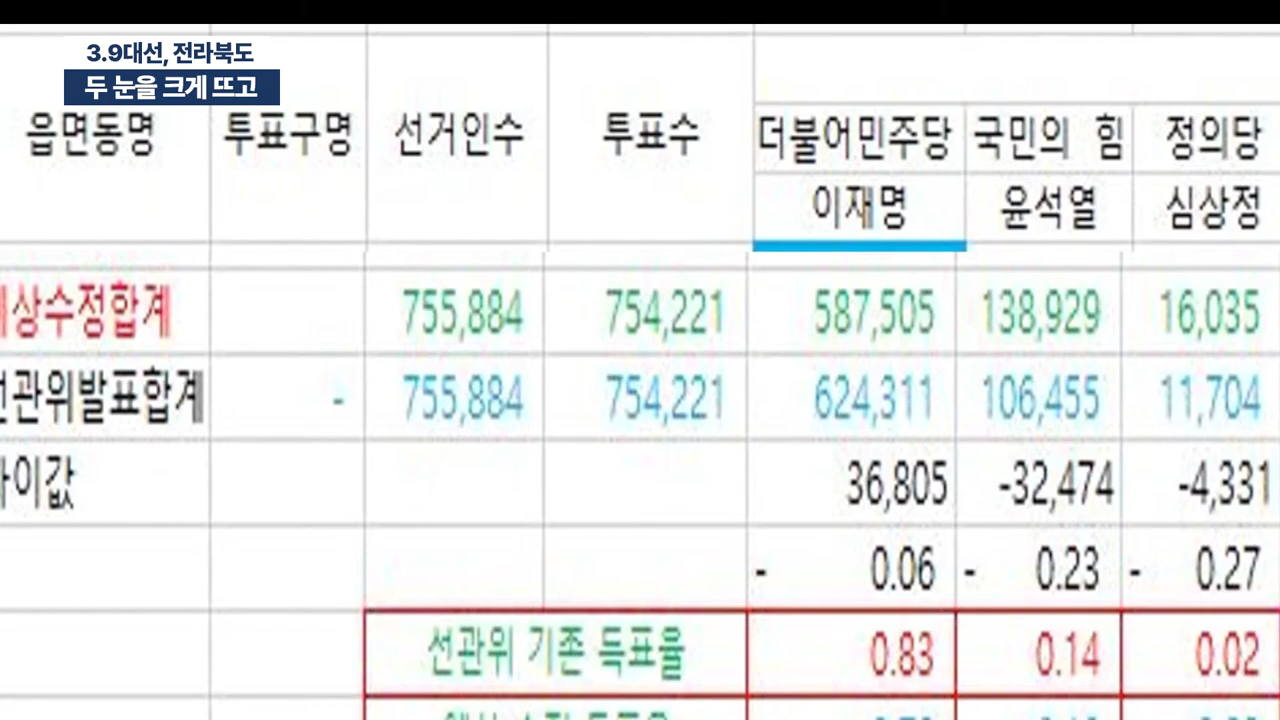 3.9대선, 전라북도
두 눈을 크게 뜨고
읍면동명 투표구명 선거인수 투표수 더불어민주당 국민의 힘 정의당
이재명 윤석열 심상정
예상수정합계 755,884 754,221 587,505 138,929 16,035
선관위발표합계 - 755,884 754,221 624,311 106,455 11,704
차이값 36,805 -32,474 -4,331
- 0.06 - 0.23 - 0.27
선관위 기존 득표율 0.83 0.14 0.02